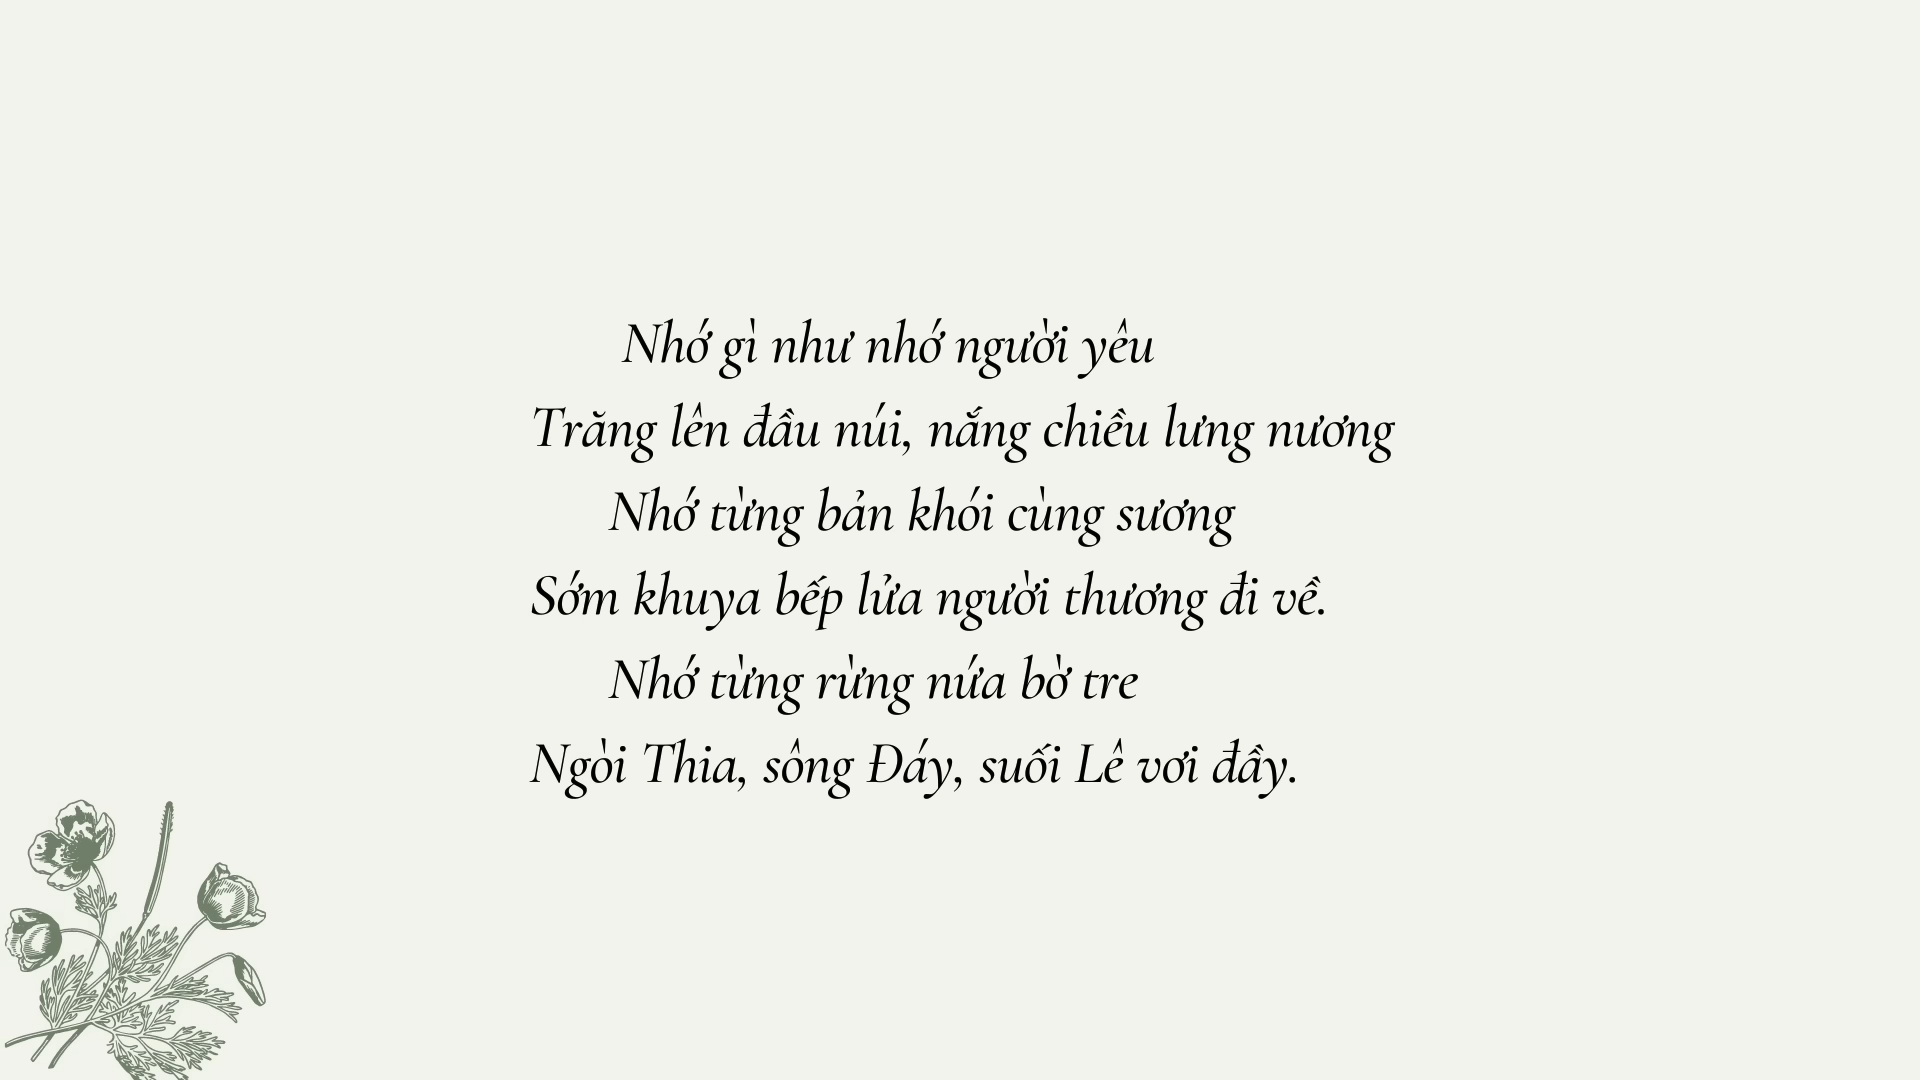 Nhớ gì như nhớ người yêu
Trăng lên đầu núi, nắng chiều lưng nương
Nhớ từng bản khói cùng sương
Sớm khuya bếp lửa người thương đi về.
Nhớ từng rừng nứa bờ tre
Ngòi Thia, sông Đáy, suối Lê vơi đầy.